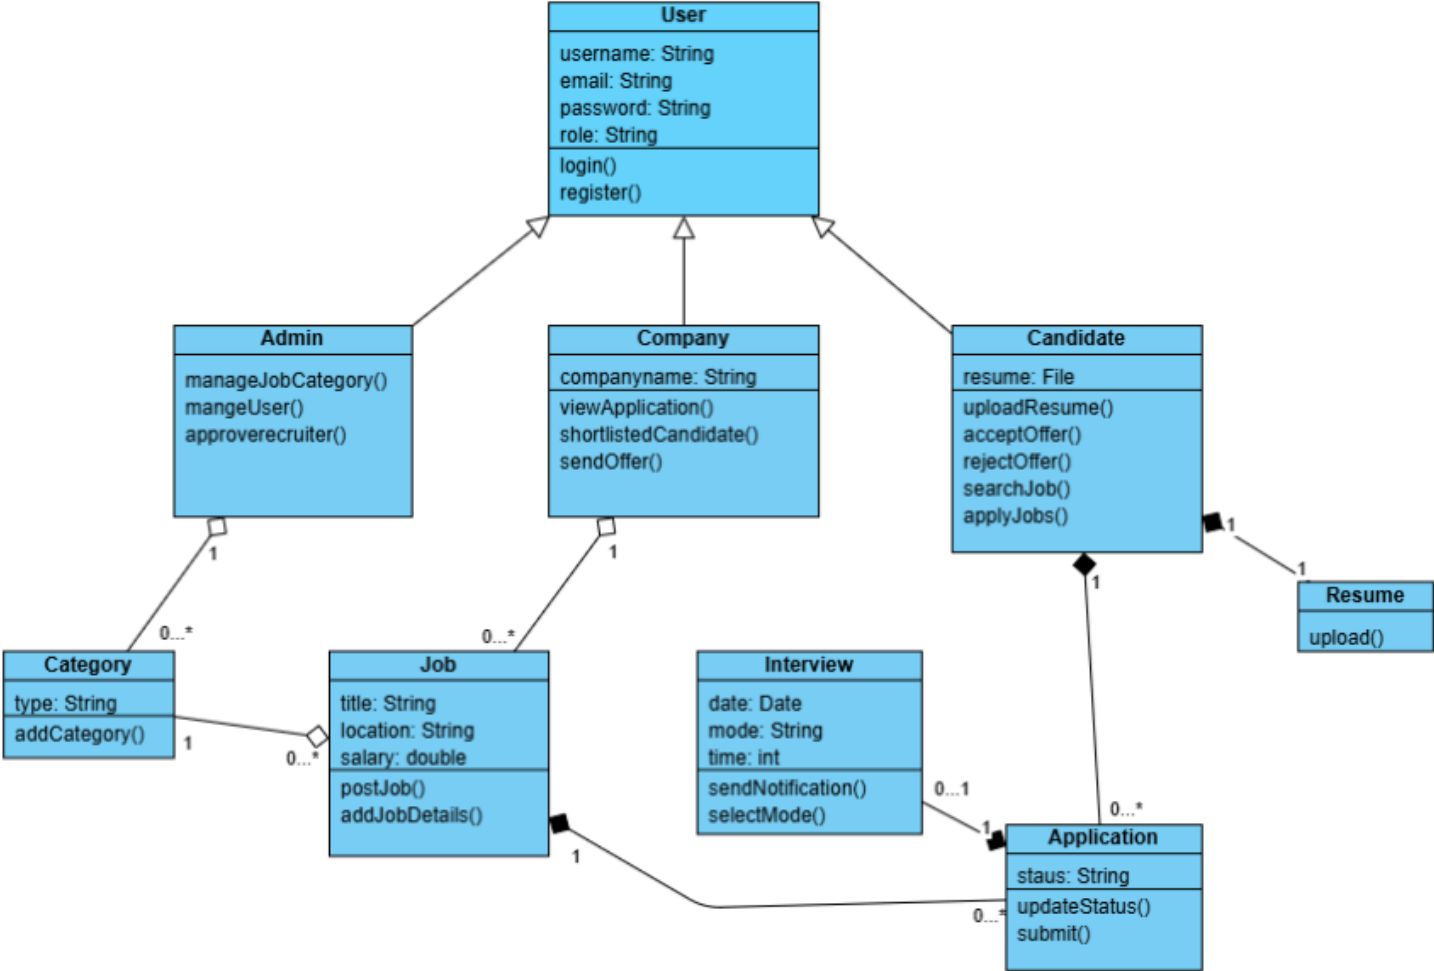 User
username: String
email: String
password: String
role: String
login()
register()
Admin
manageJobCategory()
mangeUser()
approverecruiter()
Company
companyname: String
viewApplication()
shortlistedCandidate()
sendOffer()
Candidate
resume: File
uploadResume()
acceptOffer()
rejectOffer()
searchJob()
applyJobs()
1
1
1
1
1
Resume
upload()
0...*
0...*
Category
type: String
addCategory()
1
0...*
Job
title: String
location: String
salary: double
postJob()
addJobDetails()
1
Interview
date: Date
mode: String
time: int
sendNotification()
selectMode()
0...1
1
0...*
Application
staus: String
updateStatus()
submit()
0...*